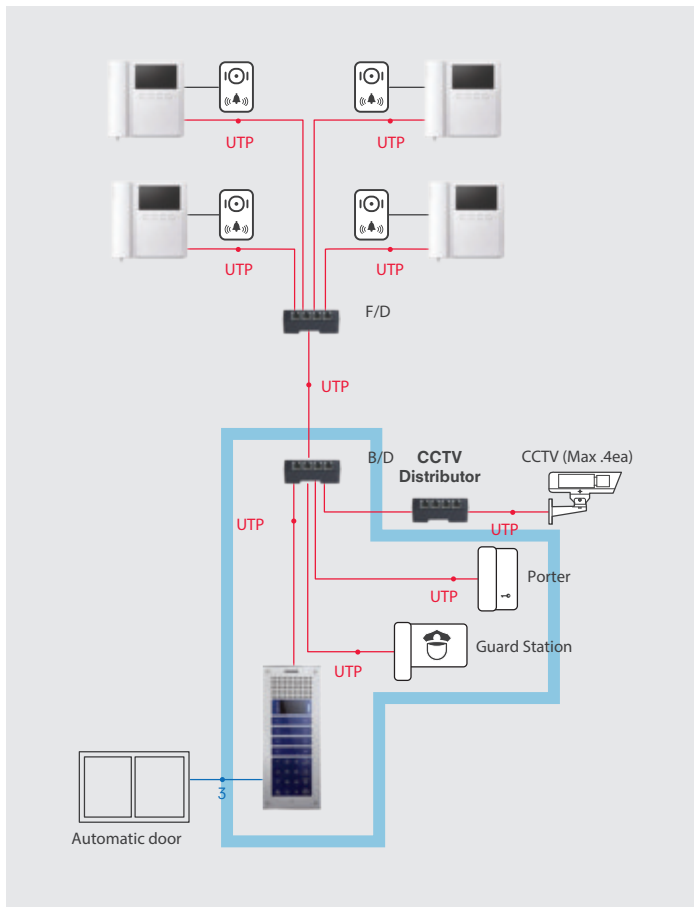 UTP
UTP
UTP
UTP
F/D
UTP
B/D
CCTV
Distributor
CCTV (Max .4ea)
UTP
UTP
Porter
UTP
Guard Station
UTP
3
Automatic door